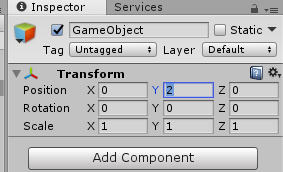 Inspector Services
GameObject Static
Tag Untagged Layer Default
Transform
Position X 0 Y 2 Z 0
Rotation X 0 Y 0 Z 0
Scale X 1 Y 1 Z 1
Add Component